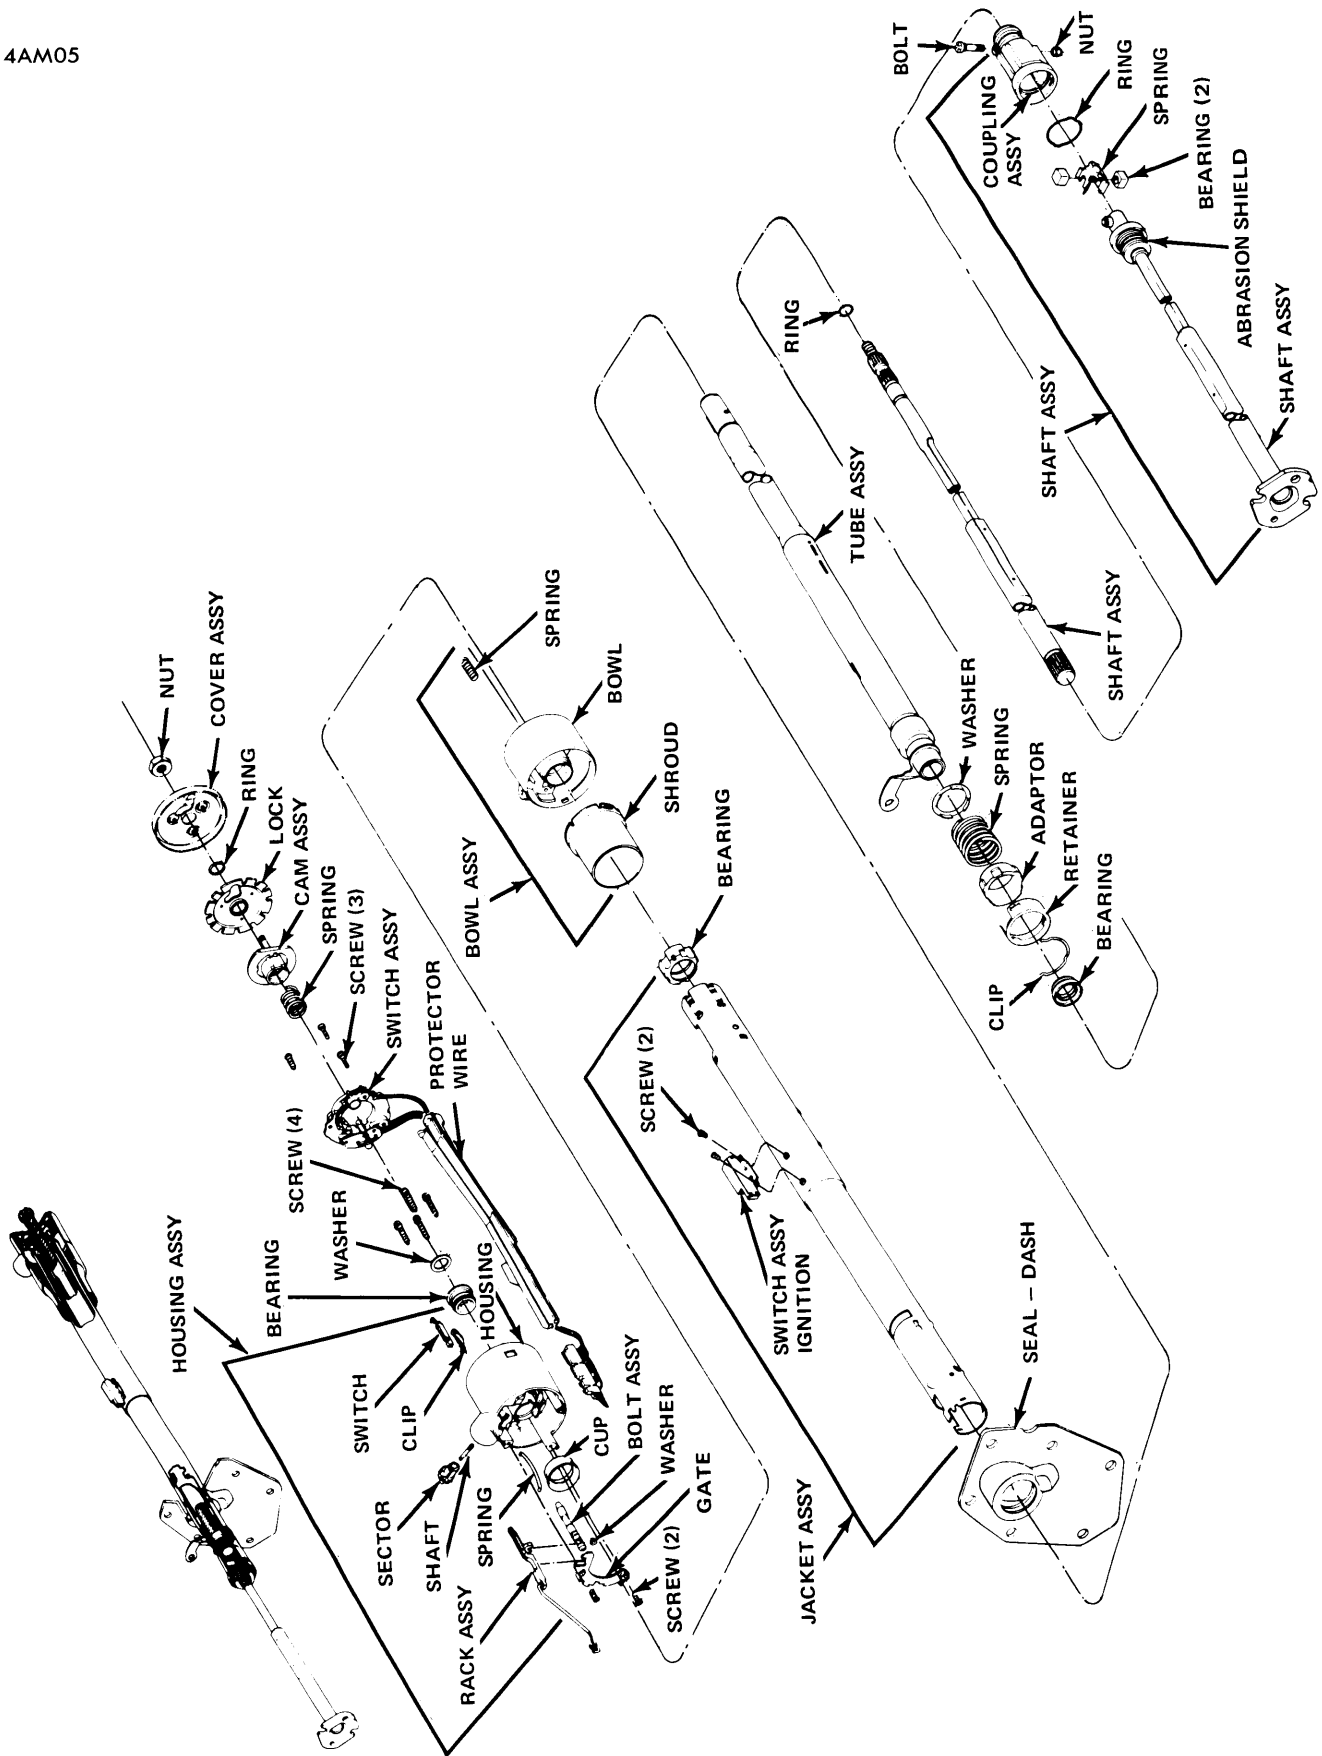 4AM05
NUT
COVER ASSY
RING
LOCK
CAM ASSY
SPRING
SCREW (3)
SWITCH ASSY
PROTECTOR
WIRE
SCREW (4)
WASHER
BEARING
HOUSING ASSY
HOUSING
SWITCH
CLIP
SECTOR
SHAFT
SPRING
RACK ASSY
CUP
BOLT ASSY
WASHER
GATE
SCREW (2)
SPRING
BOWL
SHROUD
BOWL ASSY
BEARING
SCREW (2)
SWITCH ASSY
IGNITION
JACKET ASSY
SEAL – DASH
TUBE ASSY
WASHER
SPRING
ADAPTOR
RETAINER
BEARING
CLIP
RING
SHAFT ASSY
BOLT
NUT
COUPLING
ASSY
RING
SPRING
BEARING (2)
ABRASION SHIELD
SHAFT ASSY
SHAFT ASSY